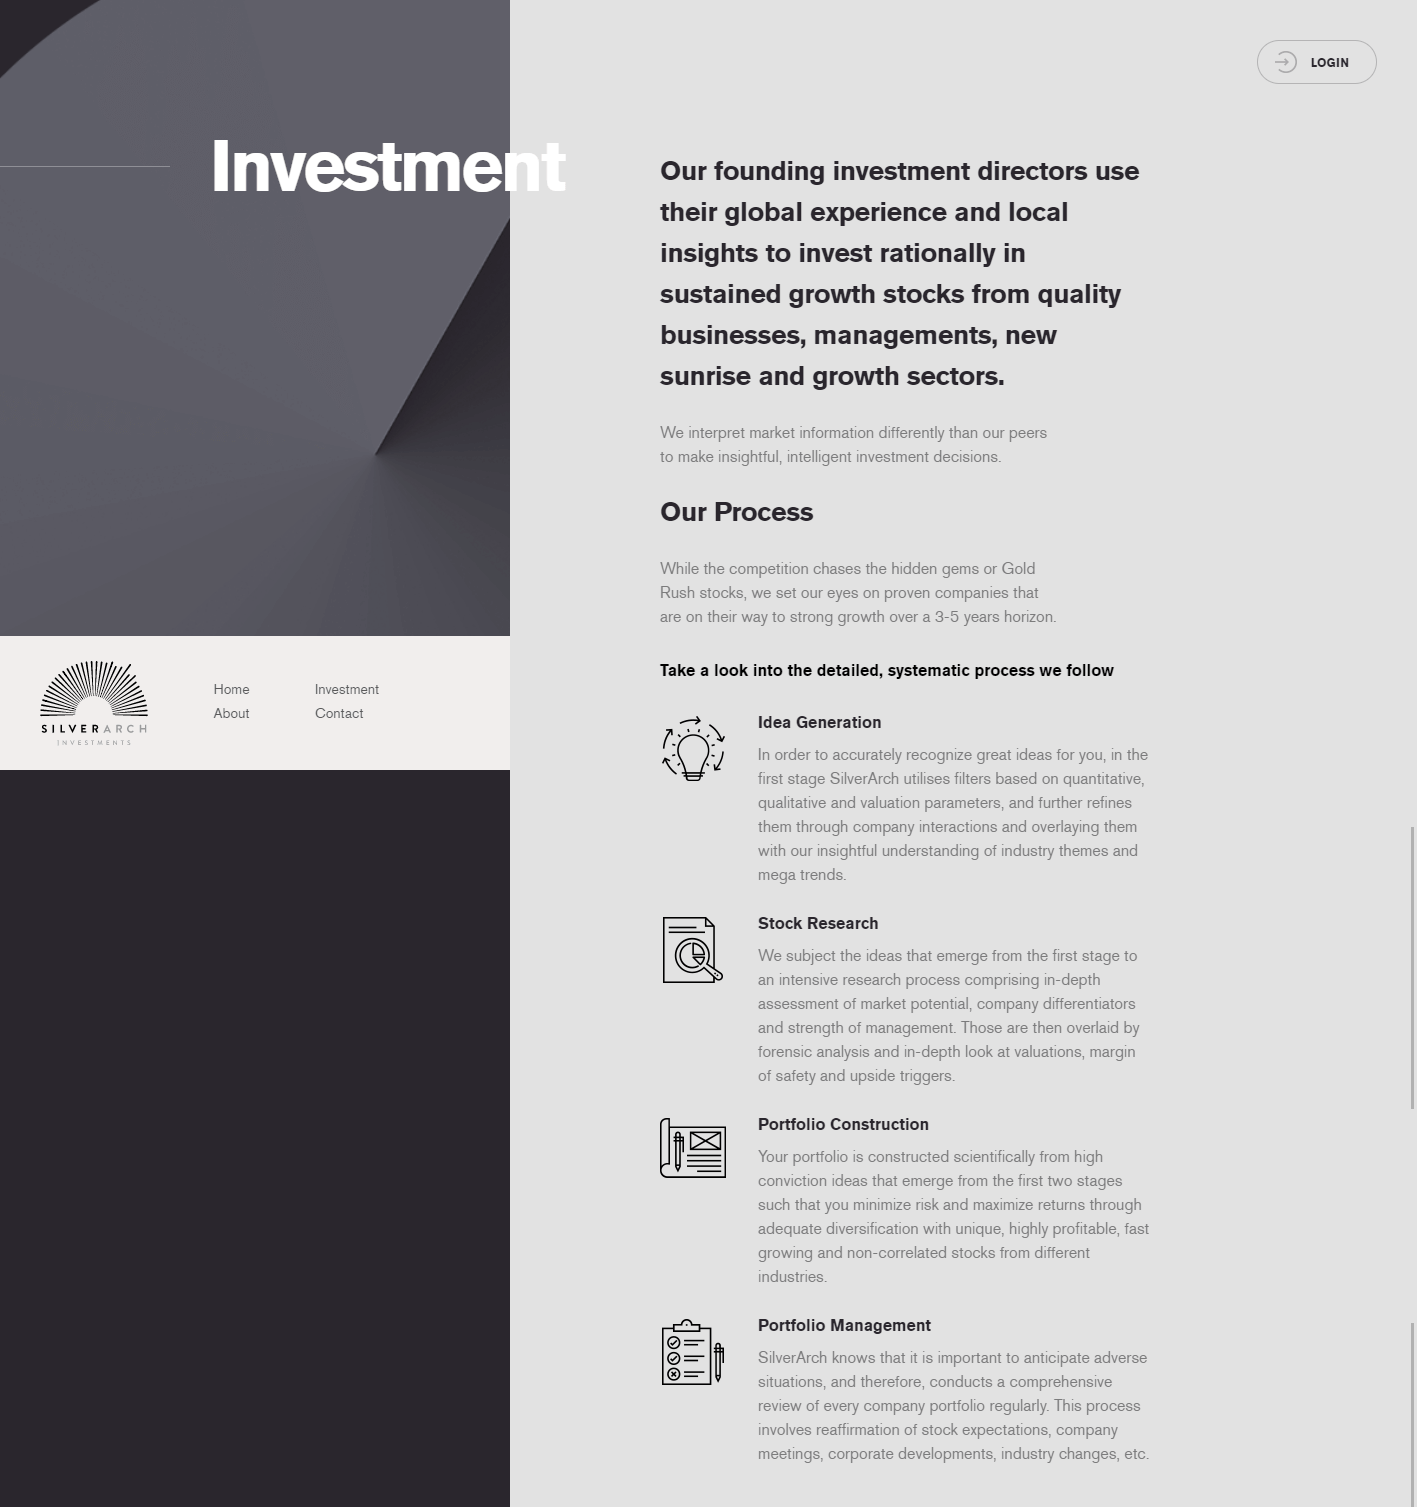 LOGIN
Investment
Our founding investment directors use
their global experience and local
insights to invest rationally in
sustained growth stocks from quality
businesses, managements, new
sunrise and growth sectors.
We interpret market information differently than our peers
to make insightful, intelligent investment decisions.
Our Process
While the competition chases the hidden gems or Gold
Rush stocks, we set our eyes on proven companies that
are on their way to strong growth over a 3-5 years horizon.
Take a look into the detailed, systematic process we follow
Idea Generation
In order to accurately recognize great ideas for you, in the
first stage SilverArch utilises filters based on quantitative,
qualitative and valuation parameters, and further refines
them through company interactions and overlaying them
with our insightful understanding of industry themes and
mega trends.
Stock Research
We subject the ideas that emerge from the first stage to
an intensive research process comprising in-depth
assessment of market potential, company differentiators
and strength of management. Those are then overlaid by
forensic analysis and in-depth look at valuations, margin
of safety and upside triggers.
Portfolio Construction
Your portfolio is constructed scientifically from high
conviction ideas that emerge from the first two stages
such that you minimize risk and maximize returns through
adequate diversification with unique, highly profitable, fast
growing and non-correlated stocks from different
industries.
Portfolio Management
SilverArch knows that it is important to anticipate adverse
situations, and therefore, conducts a comprehensive
review of every company portfolio regularly. This process
involves reaffirmation of stock expectations, company
meetings, corporate developments, industry changes, etc.
SILVERARCH
INVESTMENTS
Home
Investment
About
Contact